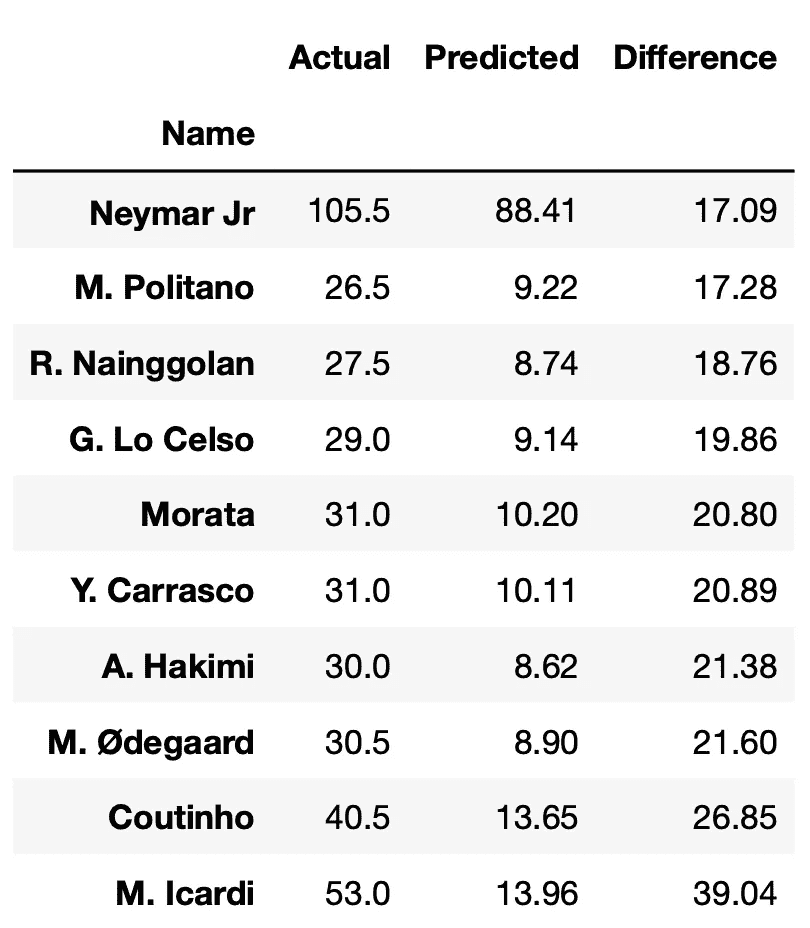 Actual Predicted Difference
Name
Neymar Jr 105.5 88.41 17.09
M. Politano 26.5 9.22 17.28
R. Nainggolan 27.5 8.74 18.76
G. Lo Celso 29.0 9.14 19.86
Morata 31.0 10.20 20.80
Y. Carrasco 31.0 10.11 20.89
A. Hakimi 30.0 8.62 21.38
M. Ødegaard 30.5 8.90 21.60
Coutinho 40.5 13.65 26.85
M. Icardi 53.0 13.96 39.04